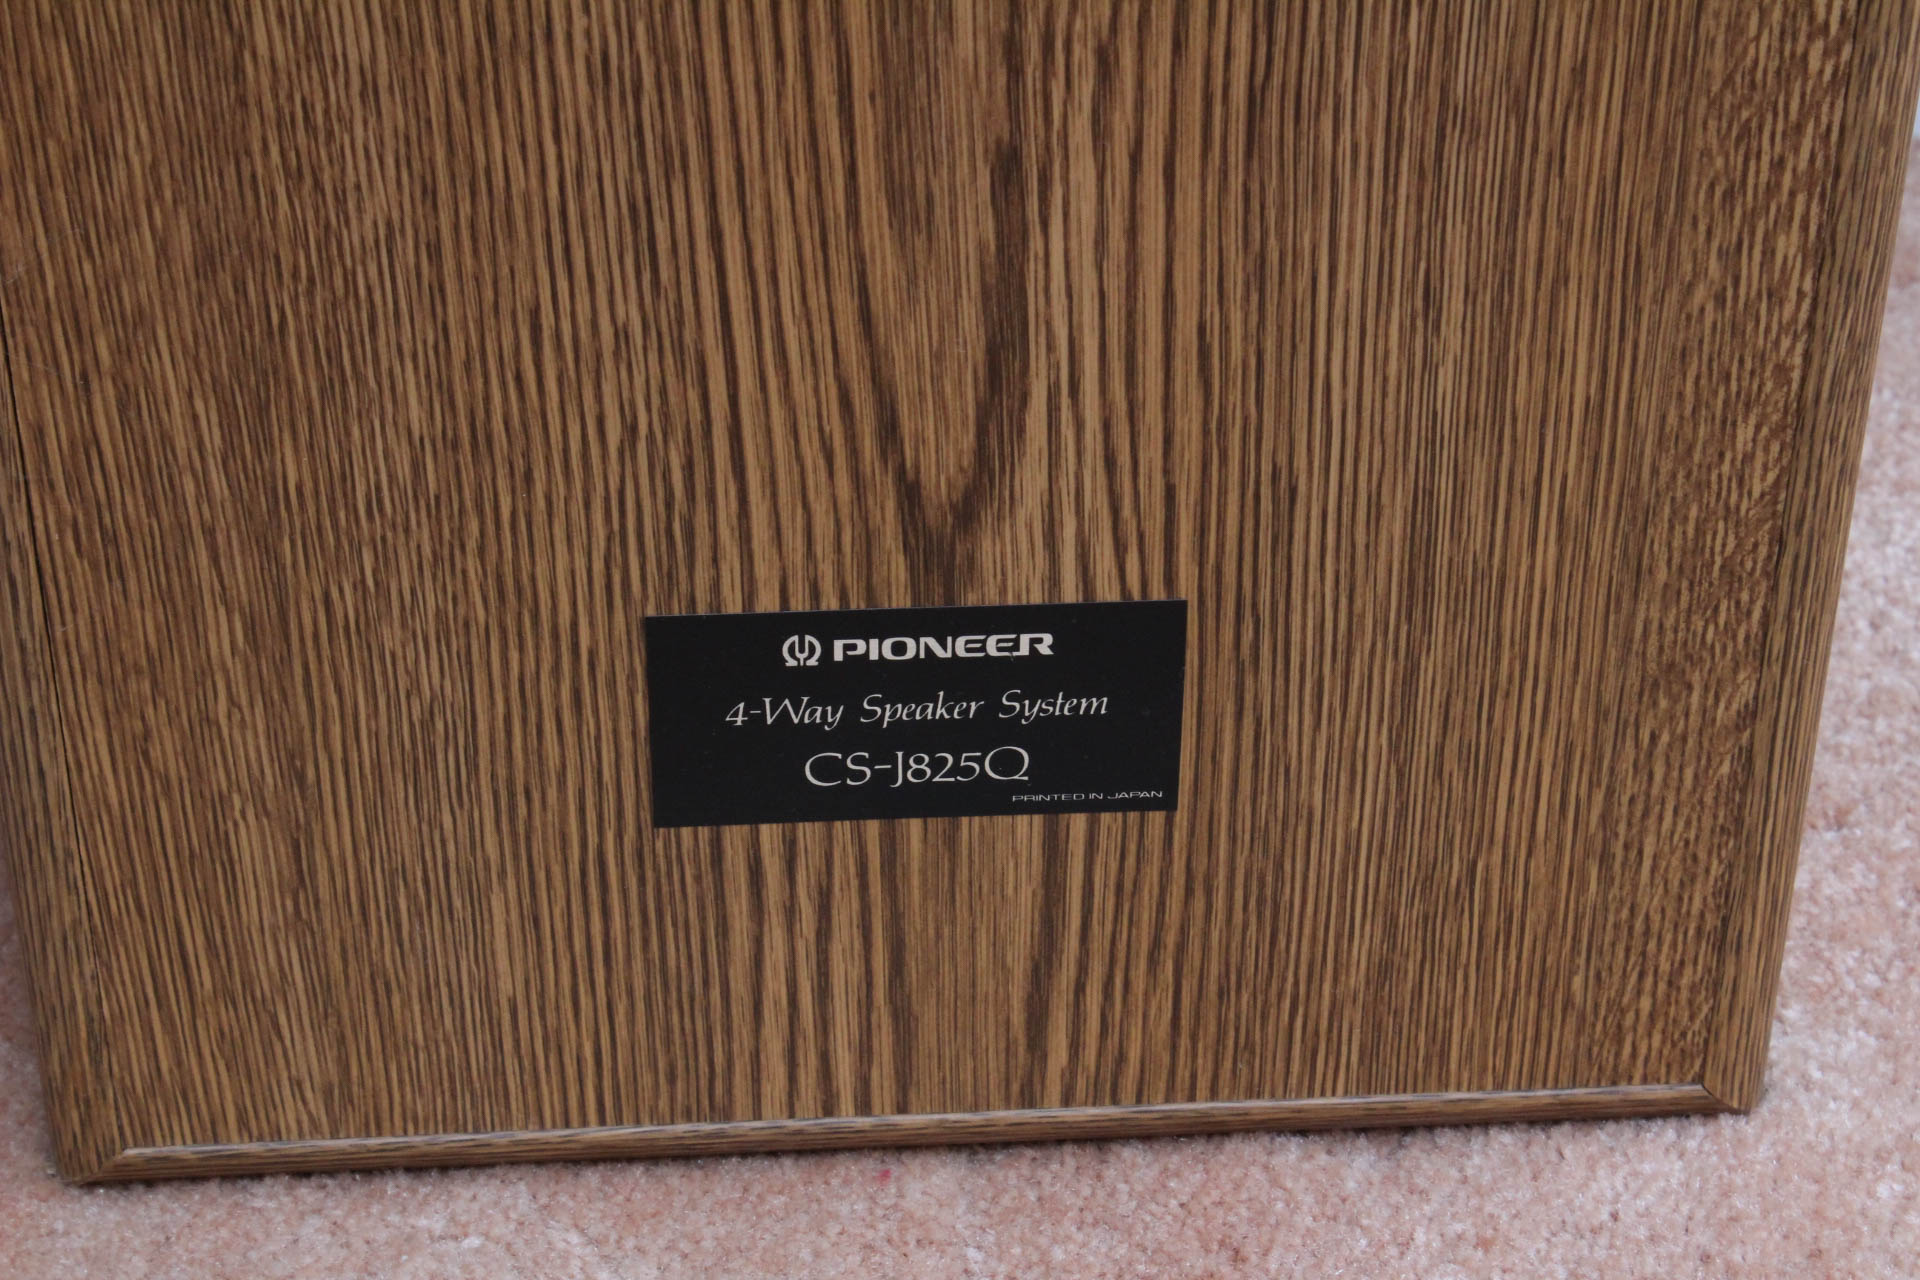 PIONEER
4-Way Speaker System
CS-J825Q
PRINTED IN JAPAN